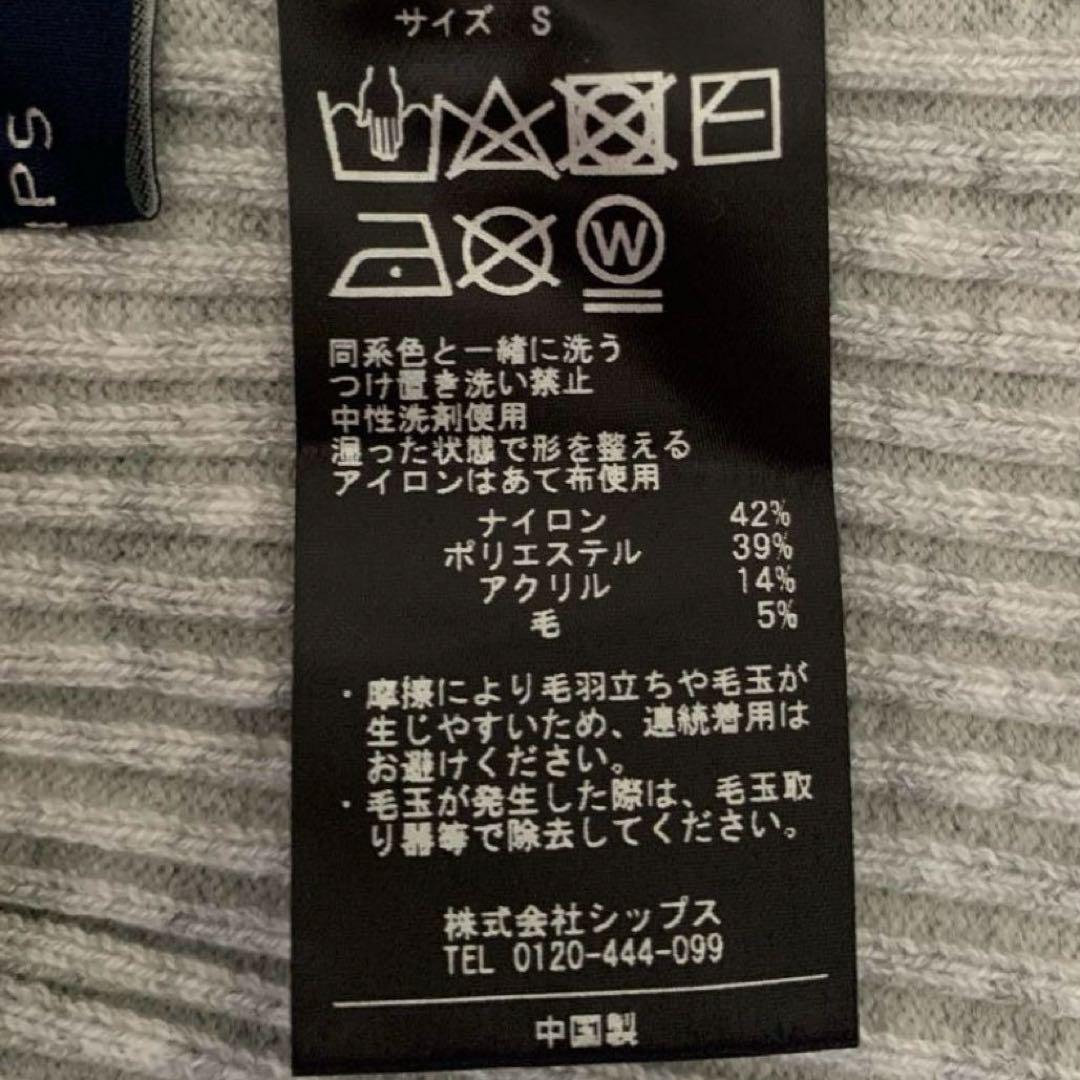 サイズ S
W
同系色と一緒に洗う
つけ置き洗い禁止
中性洗剤使用
湿った状態で形を整える
アイロンはあて布使用
ナイロン 42%
ポリエステル 39%
アクリル 14%
毛 5%
・摩擦により毛羽立ちや毛玉が
生じやすいため、連続着用は
お避けください。
・毛玉が発生した際は、毛玉取
り器等で除去してください。
株式会社シップス
TEL 0120-444-099
中国製